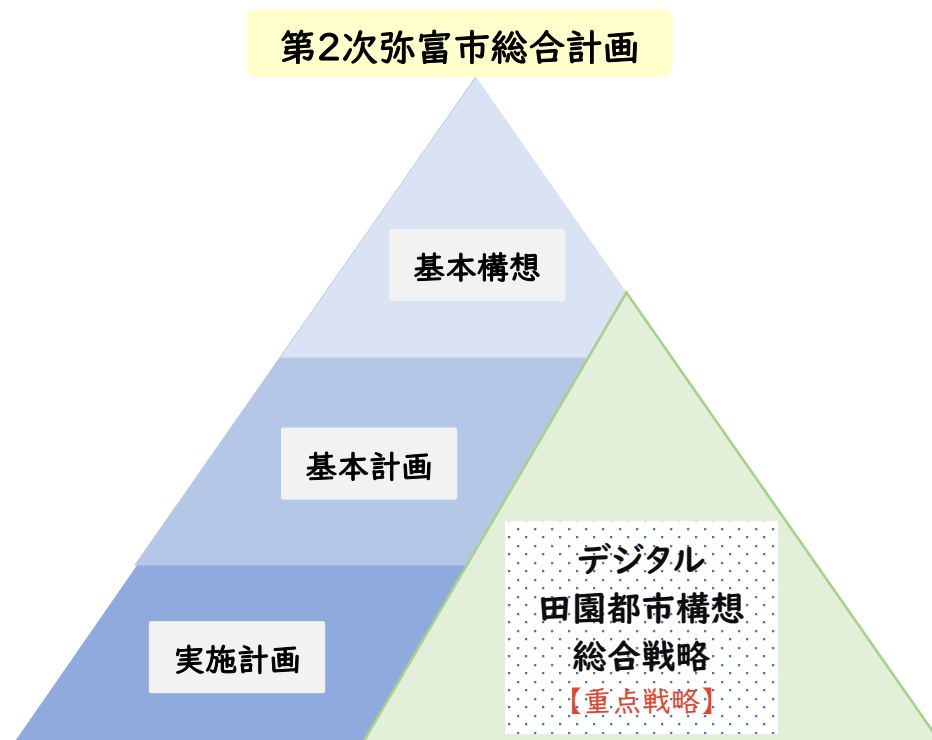 第2次弥富市総合計画
基本構想
基本計画
実施計画
デジタル
田園都市構想
総合戦略
【重点戦略】